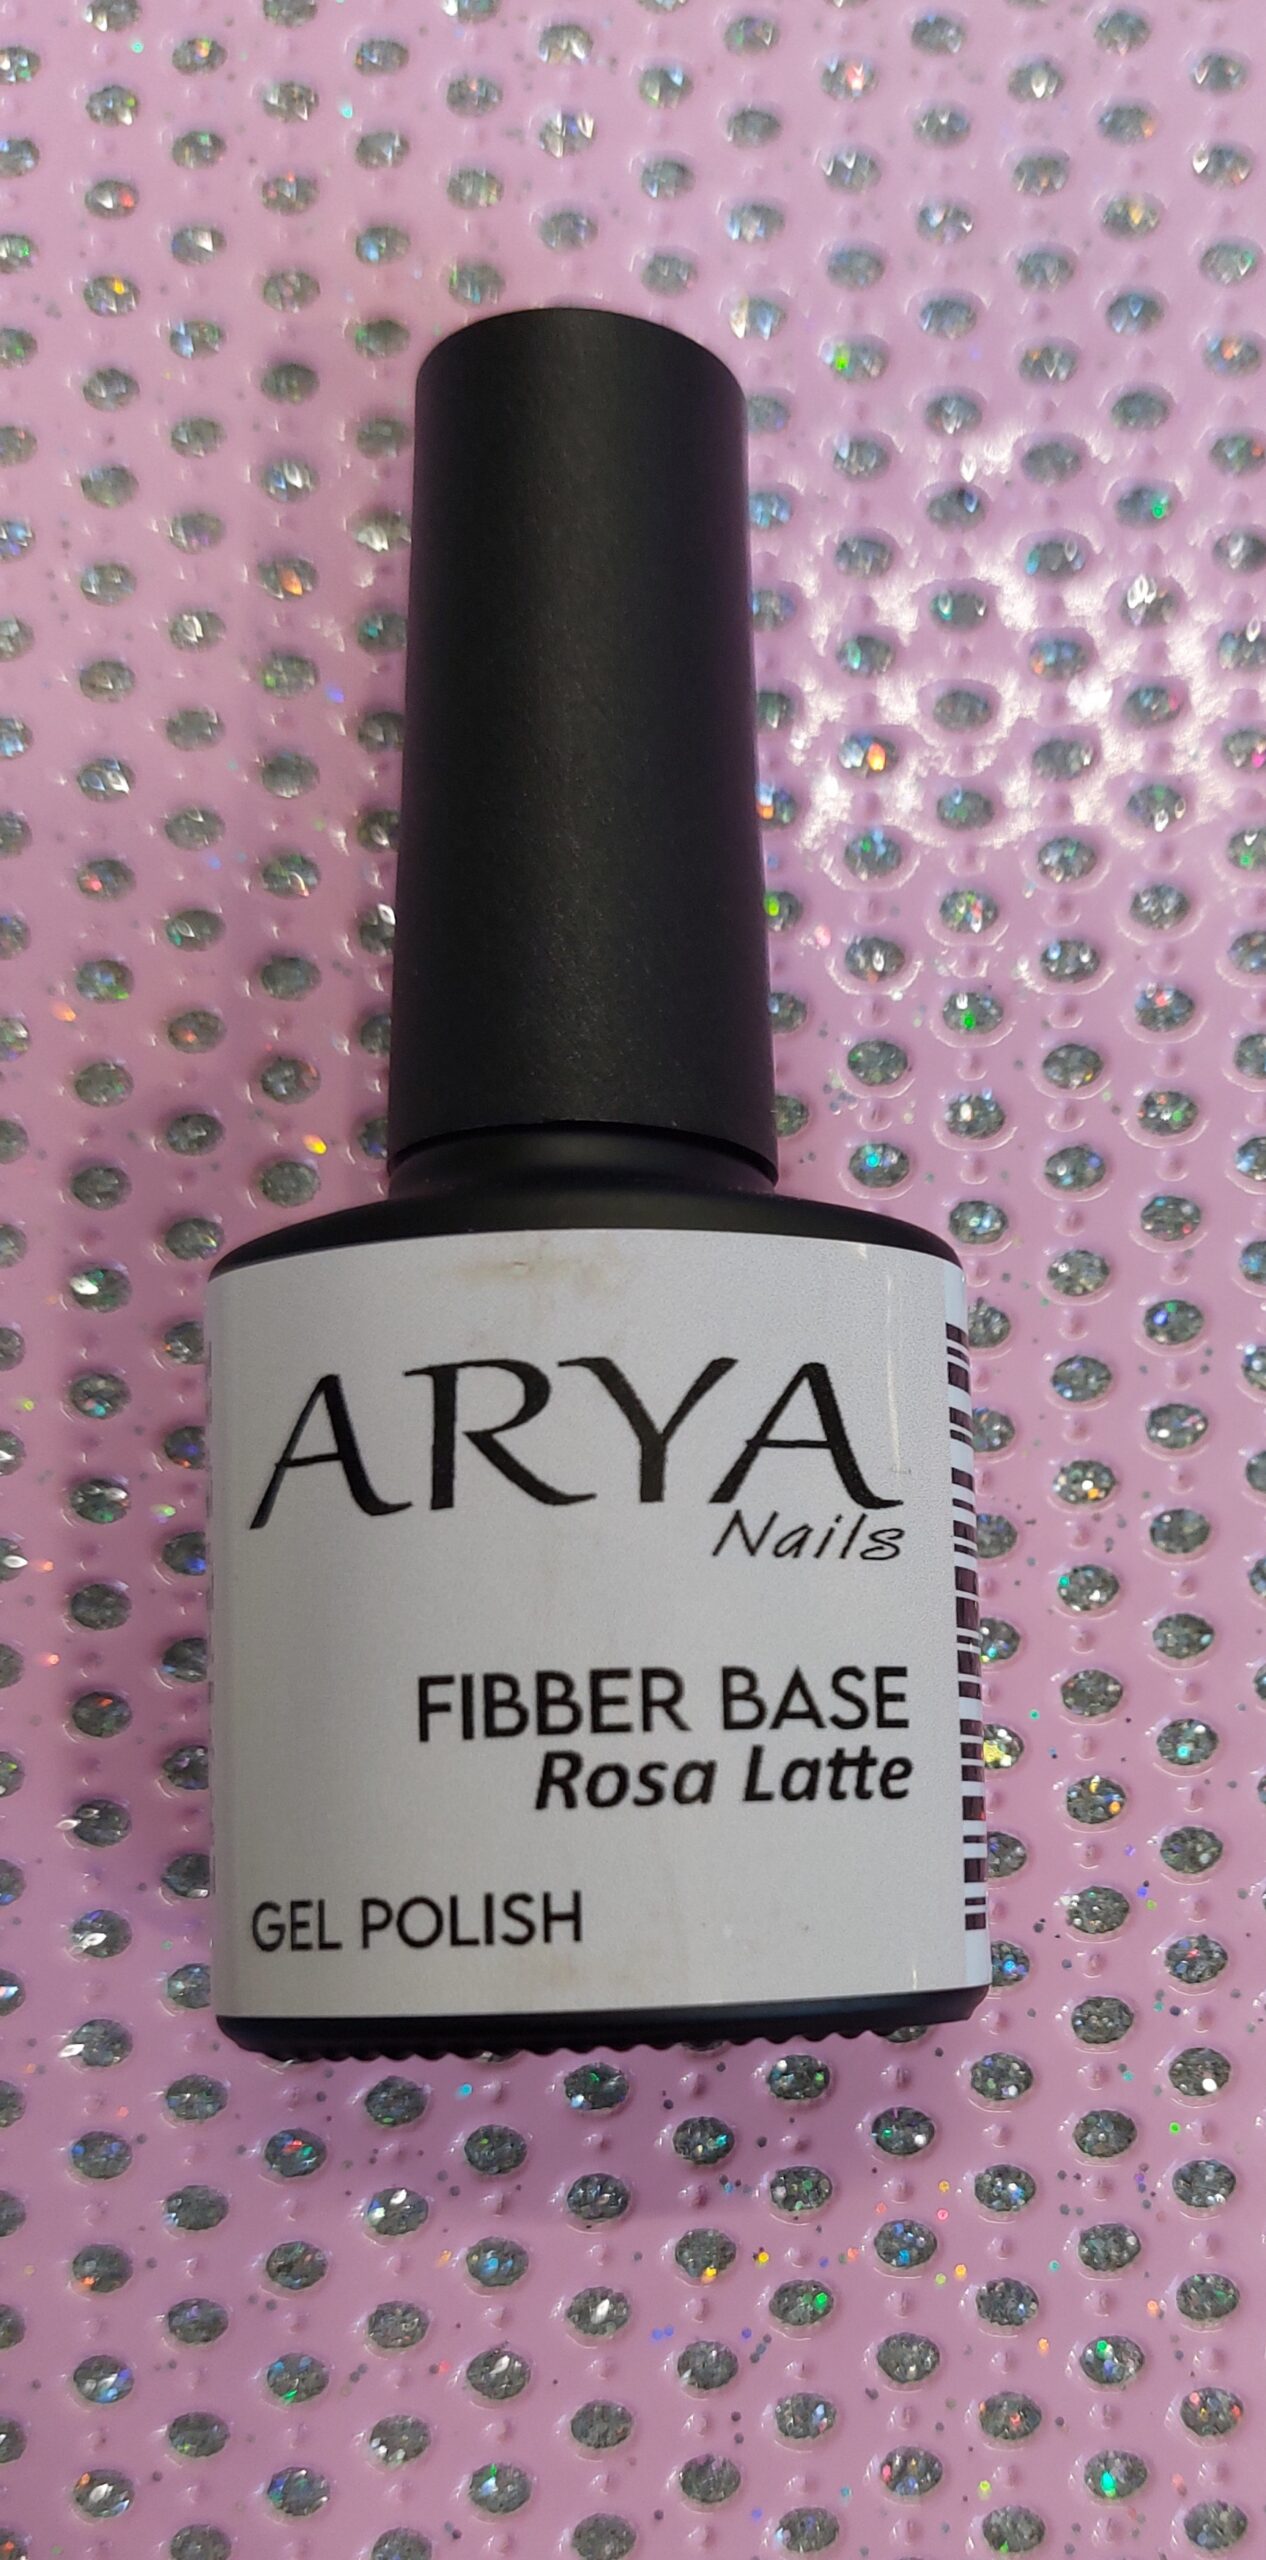 ARYA
Nails
FIBBER BASE
Rosa Latte
GEL POLISH